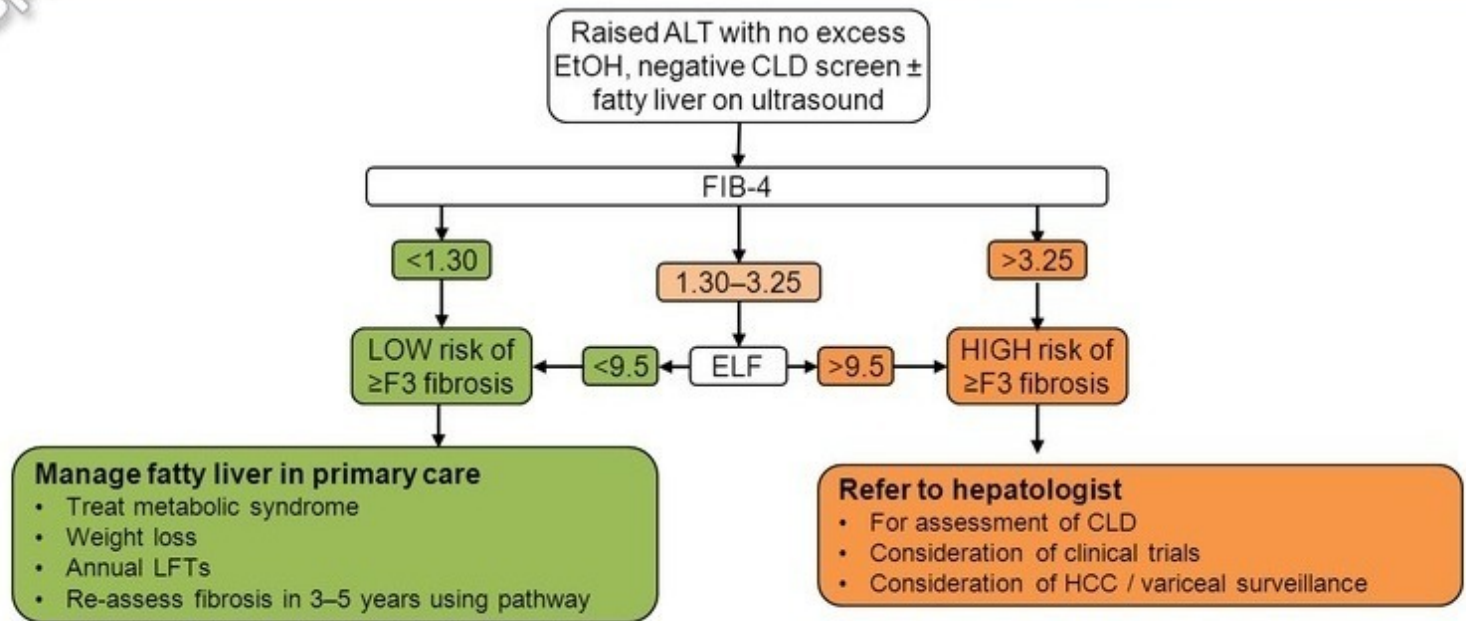 Raised ALT with no excess
EtOH, negative CLD screen ±
fatty liver on ultrasound
FIB-4
<1.30
1.30–3.25
>3.25
LOW risk of
≥F3 fibrosis
<9.5
ELF
>9.5
HIGH risk of
≥F3 fibrosis
Manage fatty liver in primary care
• Treat metabolic syndrome
• Weight loss
• Annual LFTs
• Re-assess fibrosis in 3–5 years using pathway
Refer to hepatologist
• For assessment of CLD
• Consideration of clinical trials
• Consideration of HCC / variceal surveillance